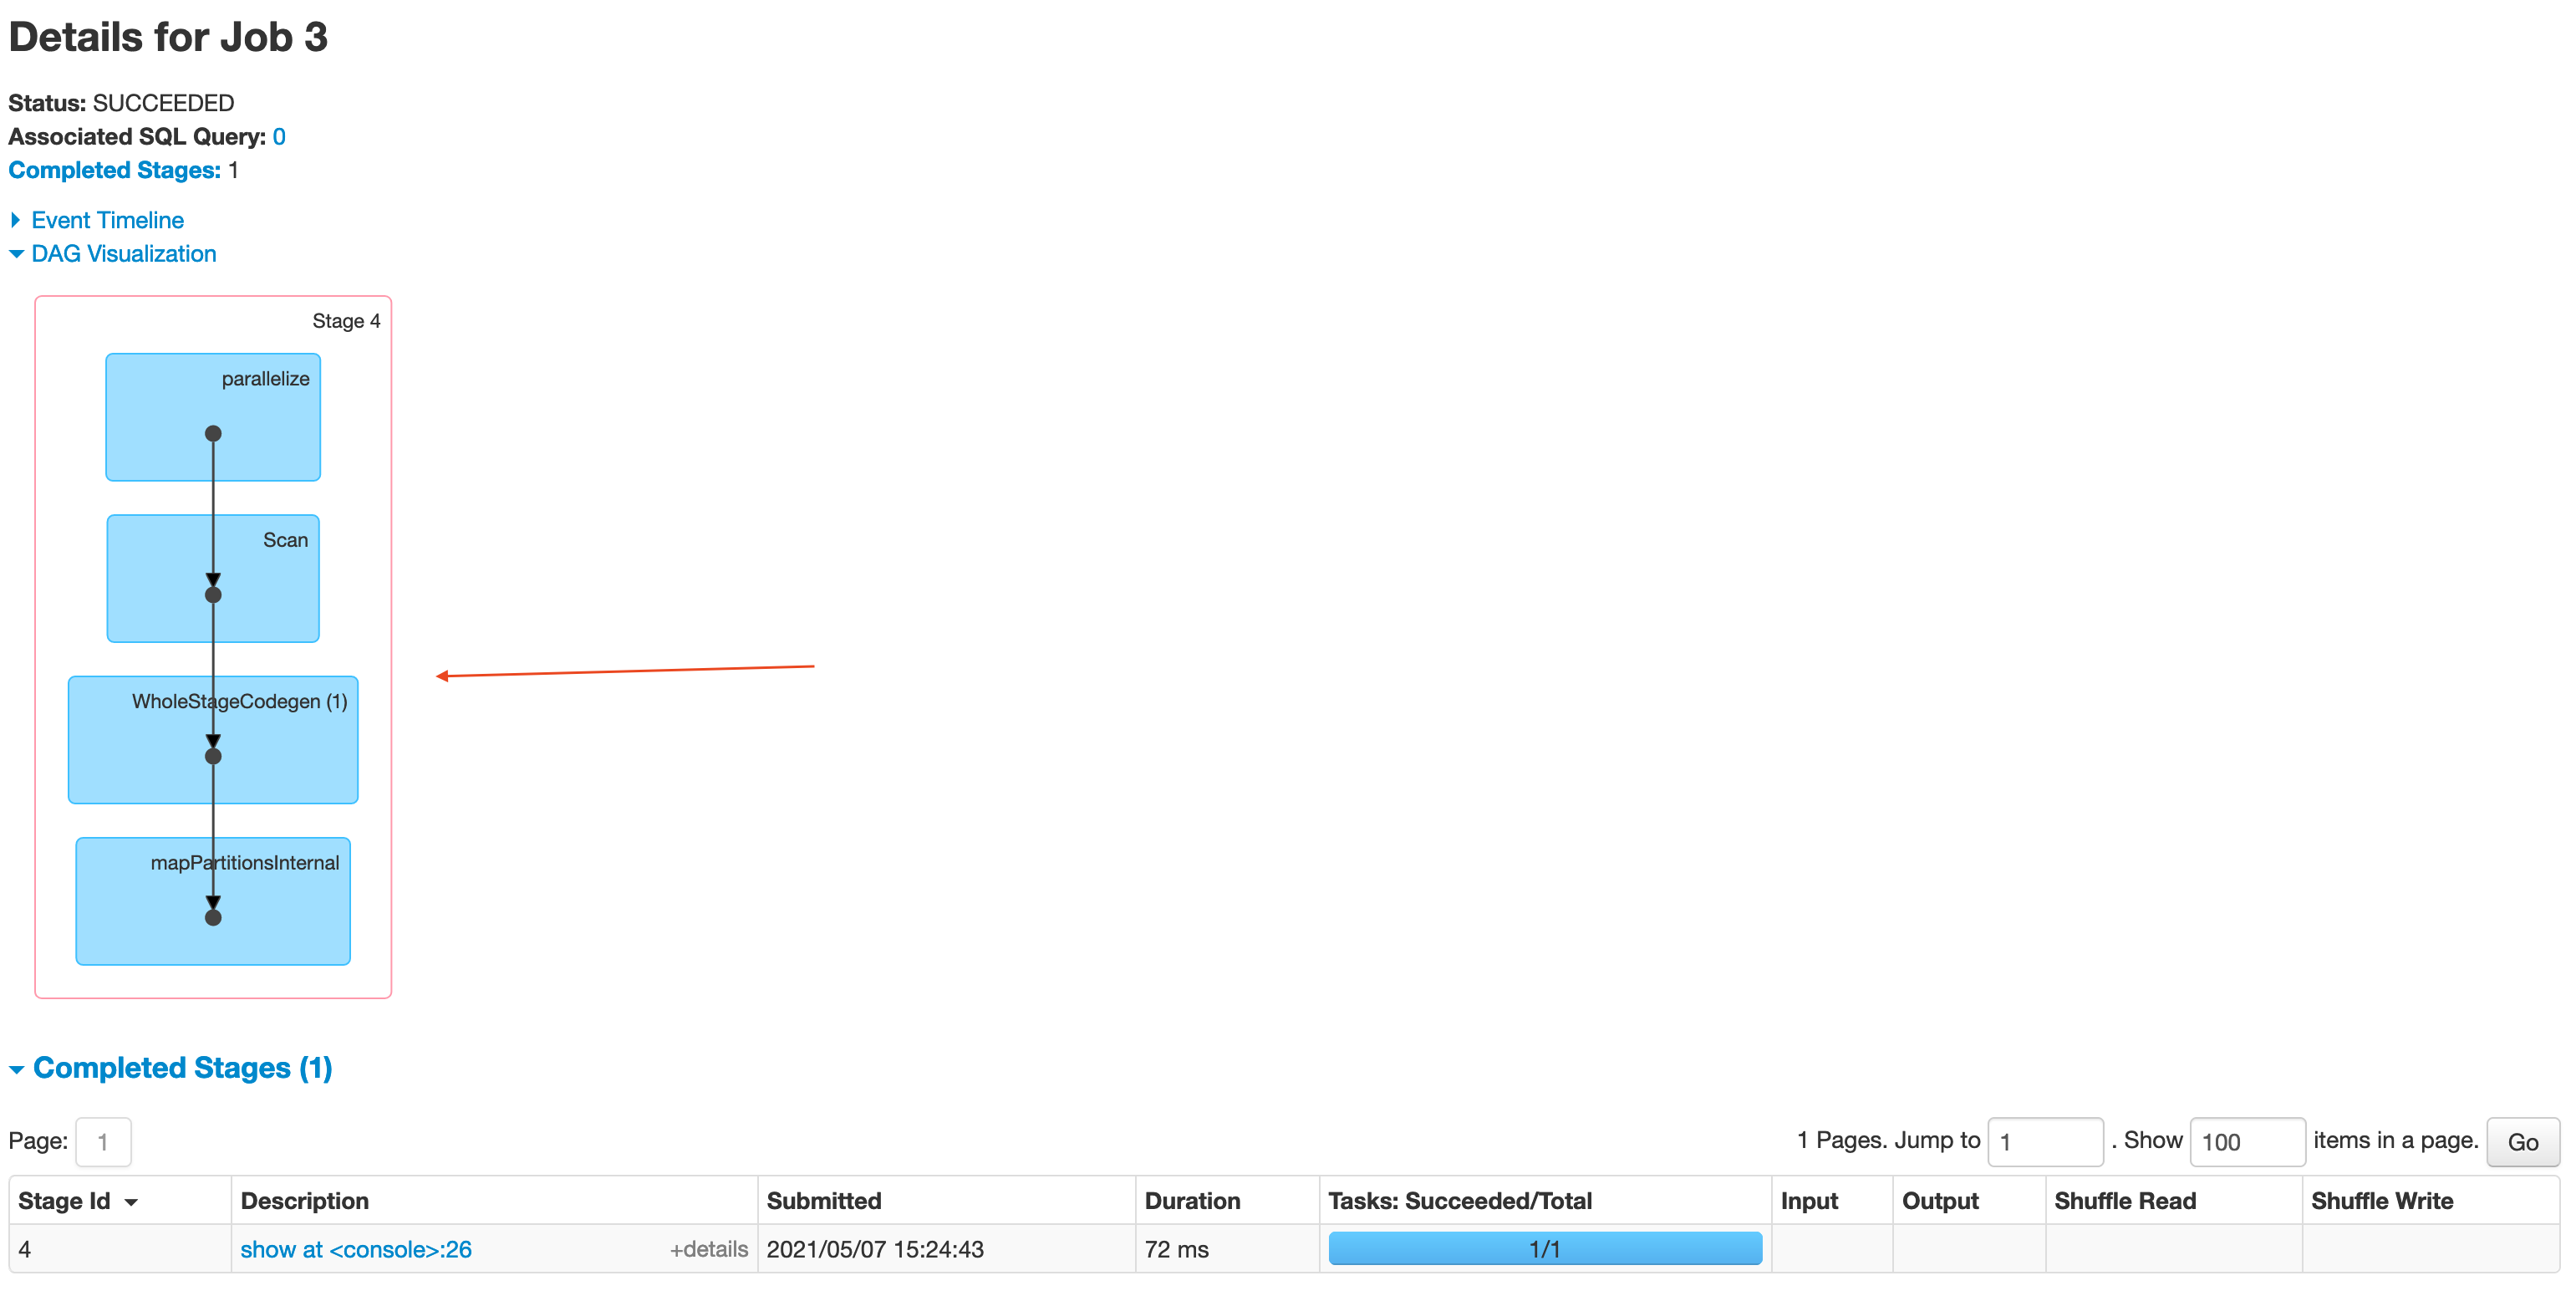 Details for Job 3
Status: SUCCEEDED
Associated SQL Query: 0
Completed Stages: 1
Event Timeline
DAG Visualization
Stage 4
parallelize
Scan
WholeStageCodegen (1)
mapPartitionsInternal
Completed Stages (1)
Page: 1
1 Pages. Jump to 1 . Show 100 items in a page. Go
Stage Id Description Submitted Duration Tasks: Succeeded/Total Input Output Shuffle Read Shuffle Write
4 show at <console>:26 +details 2021/05/07 15:24:43 72 ms 1/1